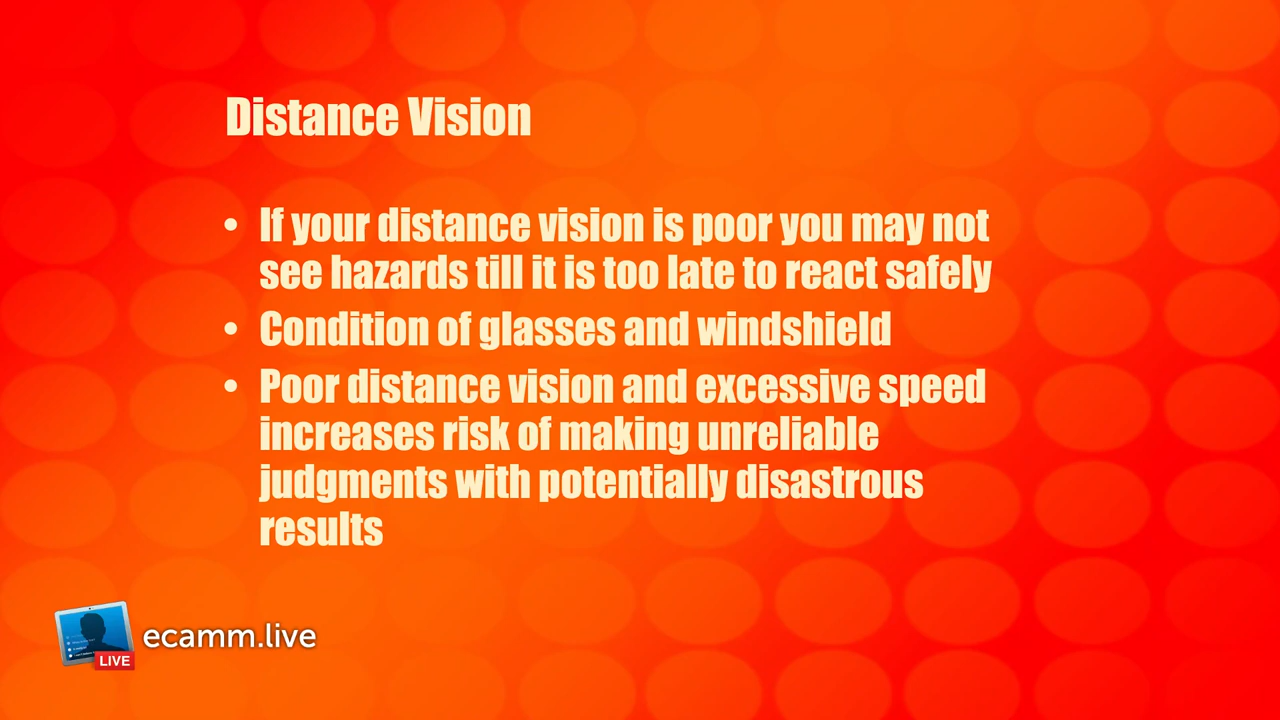 Distance Vision
• If your distance vision is poor you may not
see hazards till it is too late to react safely
• Condition of glasses and windshield
• Poor distance vision and excessive speed
increases risk of making unreliable
judgments with potentially disastrous
results
ecamm.live
LIVE